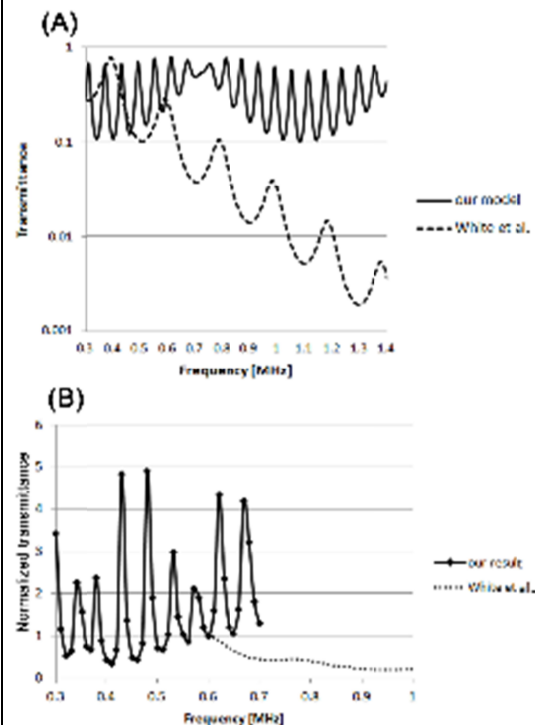 (A)
1
0.1
0.01
0.001
Transmittance
0.3 0.4 0.5 0.6 0.7 0.8 0.9 1 1.1 1.2 1.3 1.4
Frequency [MHz]
our model
White et al.
(B)
6
5
4
3
2
1
0
Normalized transmittance
0.3 0.4 0.5 0.6 0.7 0.8 0.9 1
Frequency [MHz]
our result
White et al.